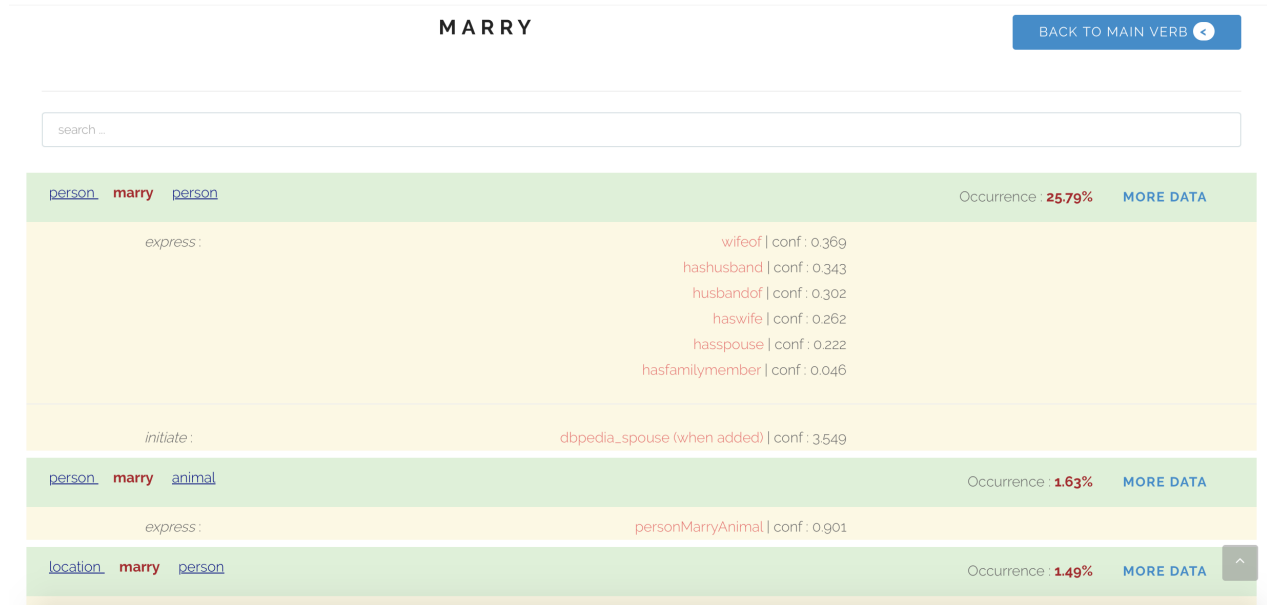 MARRY
BACK TO MAIN VERB <
search ...
person marry person Occurrence : 25.79% MORE DATA
express : wifeof | conf : 0.369
hashusband | conf : 0.343
husbandof | conf : 0.302
haswife | conf : 0.262
hasspouse | conf : 0.222
hasfamilymember | conf : 0.046
initiate : dbpedia_spouse (when added) | conf : 3.549
person marry animal Occurrence : 1.63% MORE DATA
express : personMarryAnimal | conf : 0.901
location marry person Occurrence : 1.49% MORE DATA